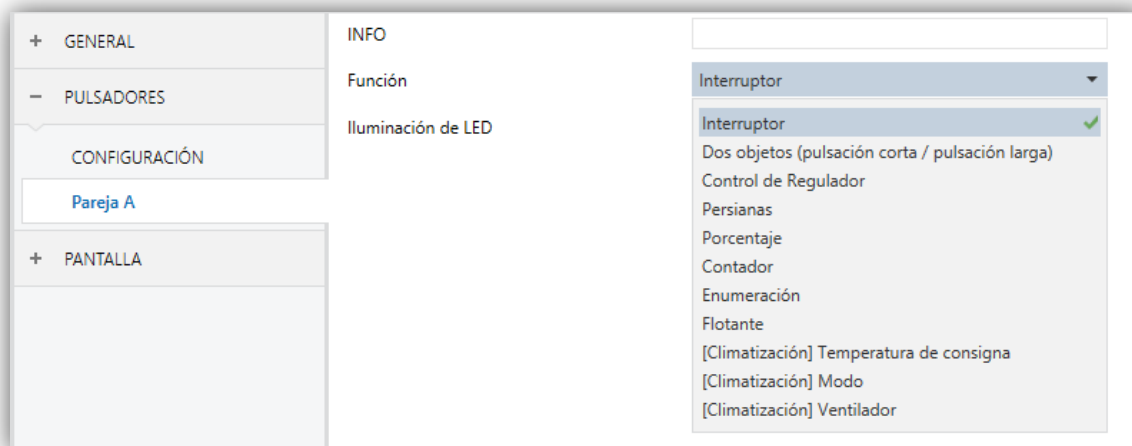 GENERAL
PULSADORES
CONFIGURACIÓN
Pareja A
PANTALLA
INFO
Función
Interruptor
Iluminación de LED
Interruptor
Dos objetos (pulsación corta / pulsación larga)
Control de Regulador
Persianas
Porcentaje
Contador
Enumeración
Flotante
[Climatización] Temperatura de consigna
[Climatización] Modo
[Climatización] Ventilador